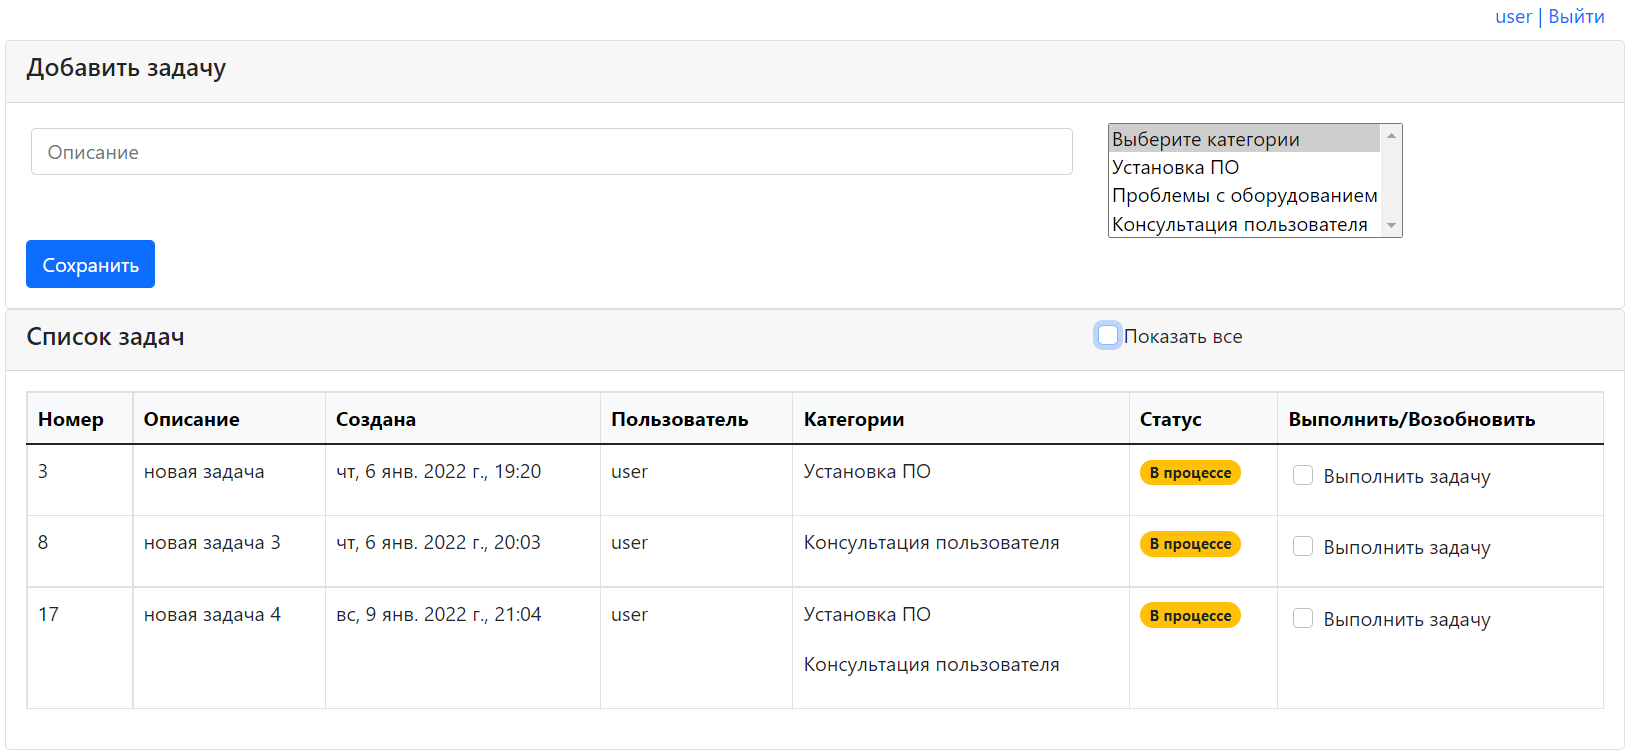 user | Выйти
Добавить задачу
Описание
Выберите категории
Установка ПО
Проблемы с оборудованием
Консультация пользователя
Сохранить
Список задач
Показать все
Номер Описание Создана Пользователь Категории Статус Выполнить/Возобновить
3 новая задача чт, 6 янв. 2022 г., 19:20 user Установка ПО В процессе Выполнить задачу
8 новая задача 3 чт, 6 янв. 2022 г., 20:03 user Консультация пользователя В процессе Выполнить задачу
17 новая задача 4 вс, 9 янв. 2022 г., 21:04 user Установка ПО В процессе Выполнить задачу
Консультация пользователя